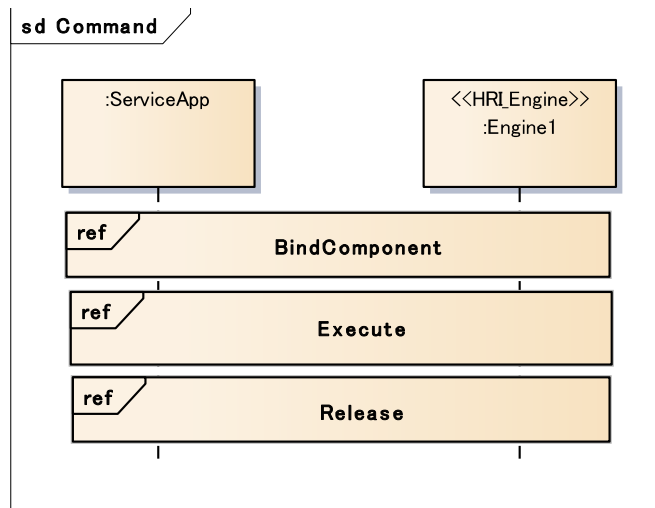 sd Command
:ServiceApp
<<HRI_Engine>>
:Engine1
ref
BindComponent
ref
Execute
ref
Release